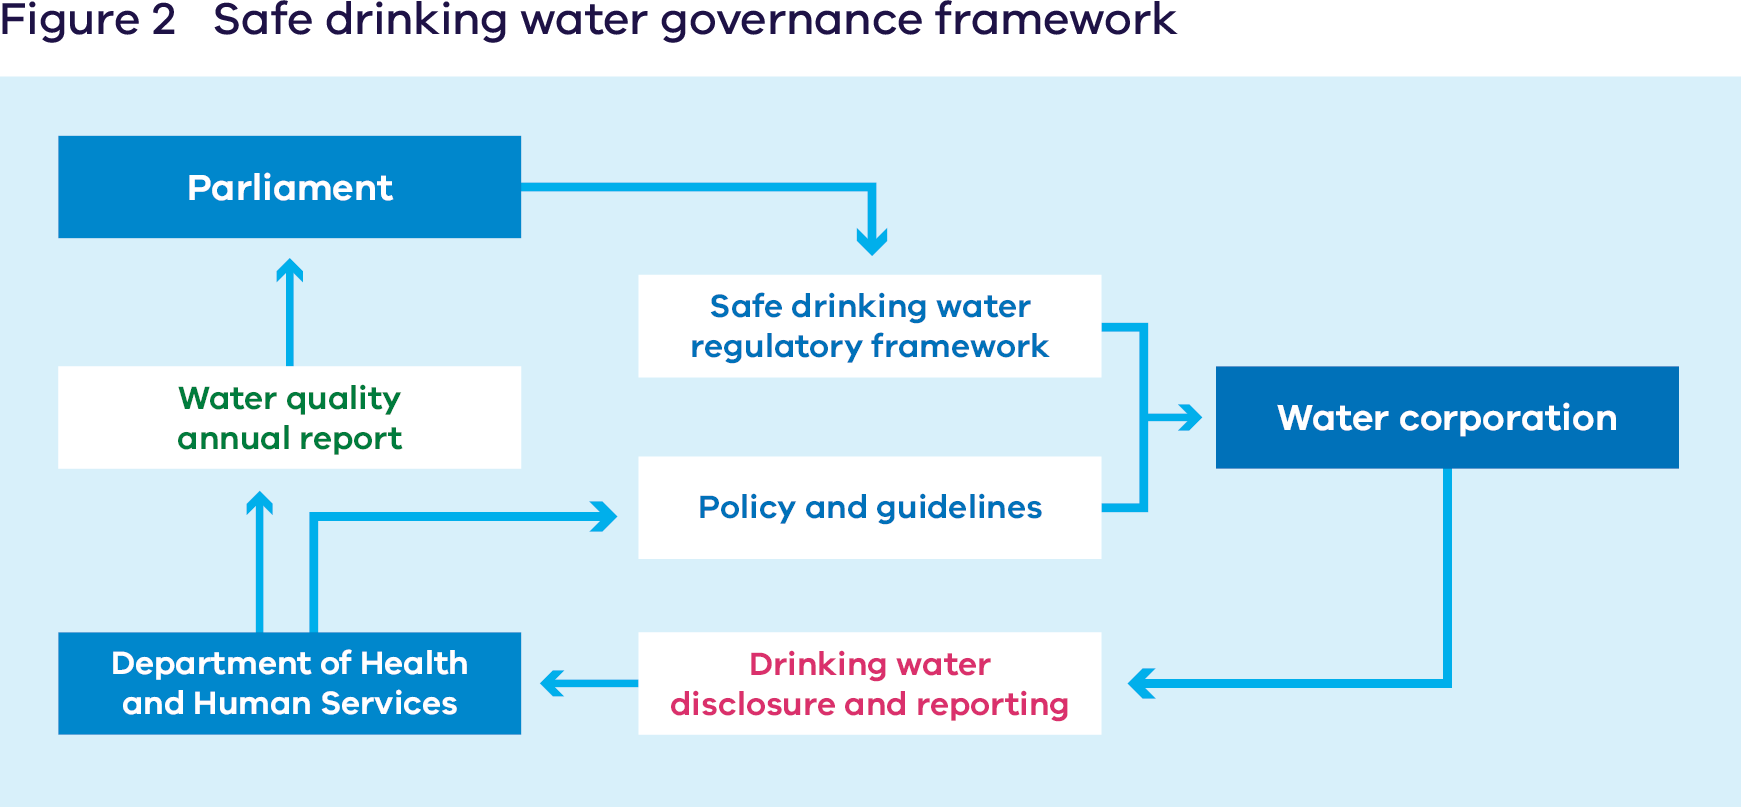 Figure 2 Safe drinking water governance framework
Parliament
Safe drinking water
regulatory framework
Water quality
annual report
Water corporation
Policy and guidelines
Department of Health
and Human Services
Drinking water
disclosure and reporting